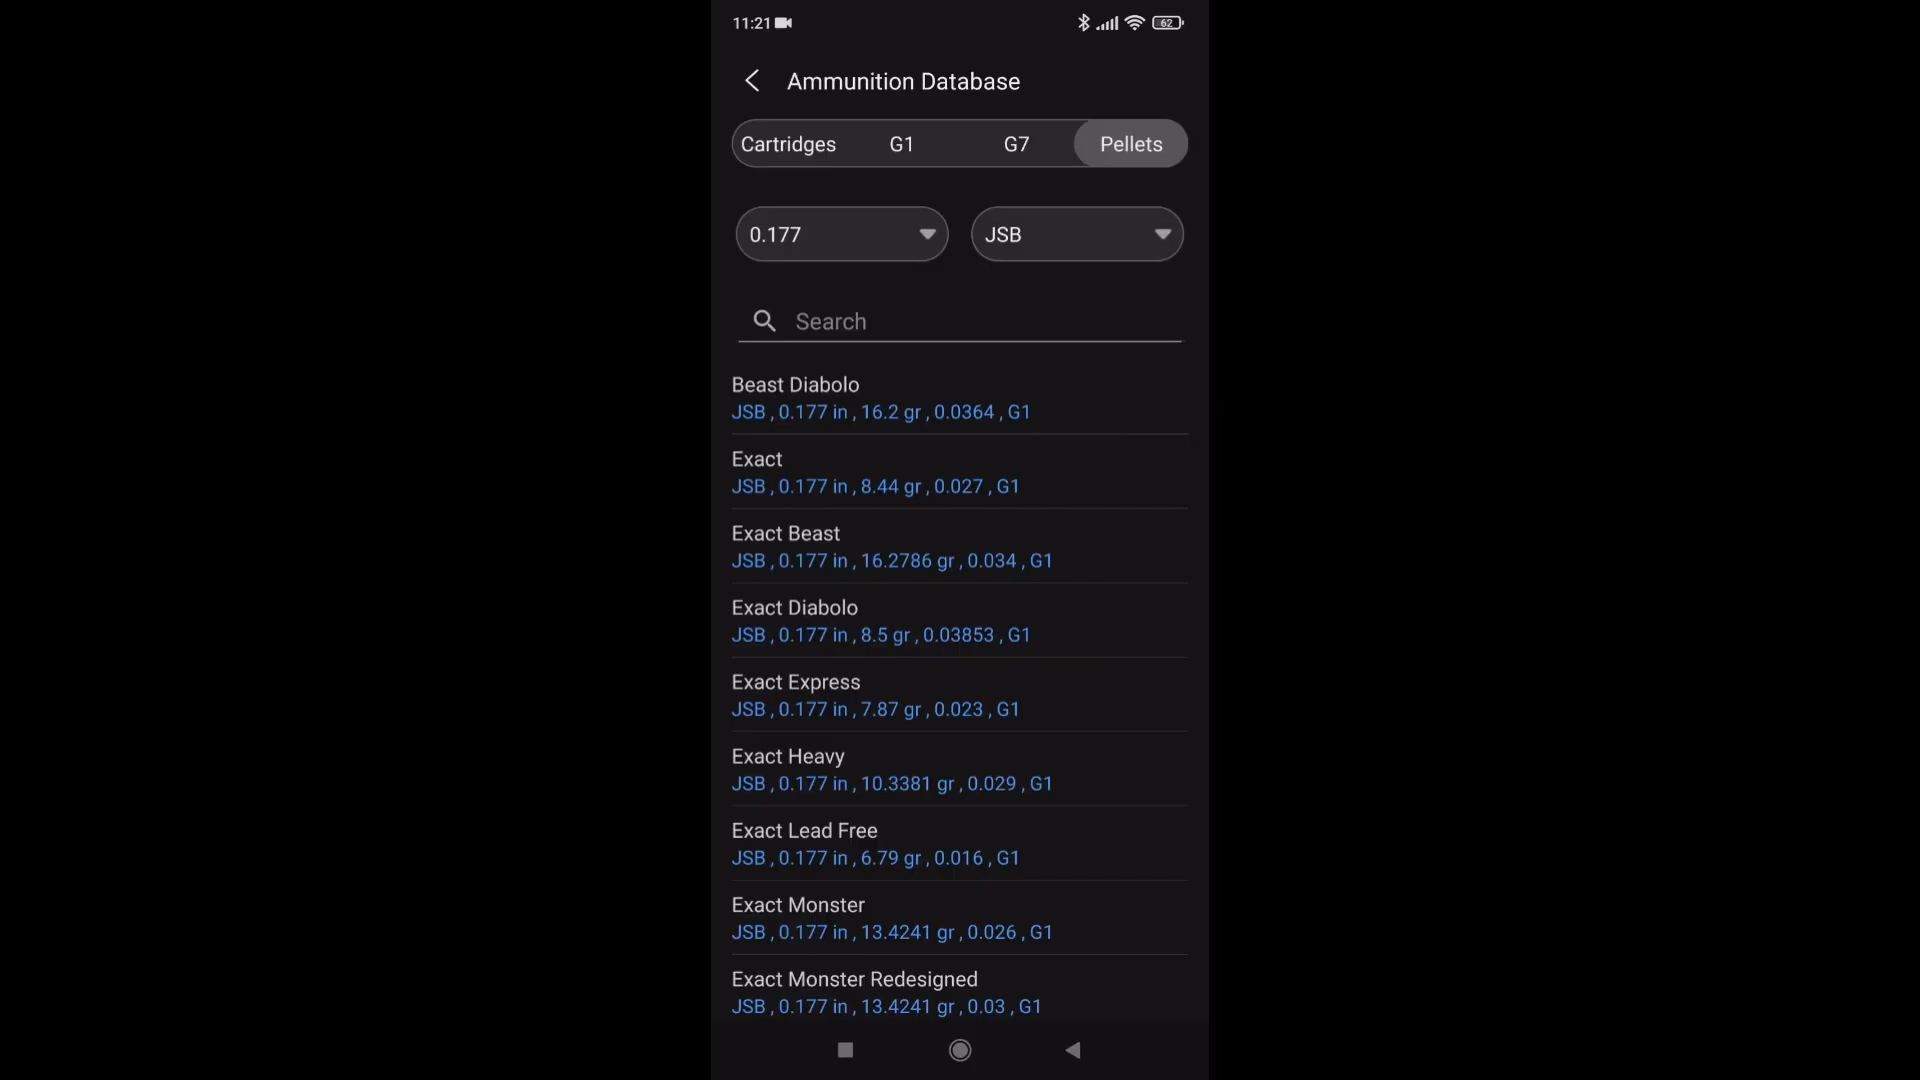 11:21
62
Ammunition Database
Cartridges G1 G7 Pellets
0.177 JSB
Search
Beast Diabolo
JSB , 0.177 in , 16.2 gr , 0.0364 , G1
Exact
JSB , 0.177 in , 8.44 gr , 0.027 , G1
Exact Beast
JSB , 0.177 in , 16.2786 gr , 0.034 , G1
Exact Diabolo
JSB , 0.177 in , 8.5 gr , 0.03853 , G1
Exact Express
JSB , 0.177 in , 7.87 gr , 0.023 , G1
Exact Heavy
JSB , 0.177 in , 10.3381 gr , 0.029 , G1
Exact Lead Free
JSB , 0.177 in , 6.79 gr , 0.016 , G1
Exact Monster
JSB , 0.177 in , 13.4241 gr , 0.026 , G1
Exact Monster Redesigned
JSB , 0.177 in , 13.4241 gr , 0.03 , G1